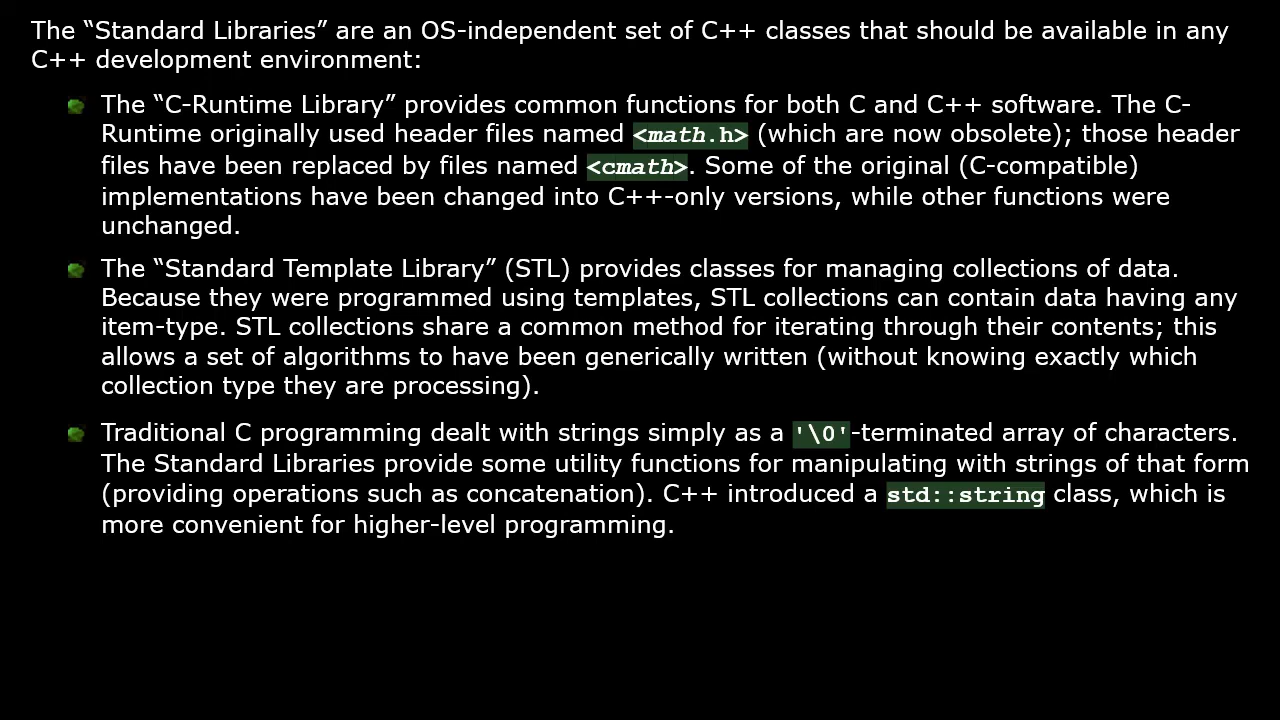 The “Standard Libraries” are an OS-independent set of C++ classes that should be available in any
C++ development environment:
The “C-Runtime Library” provides common functions for both C and C++ software. The C-
Runtime originally used header files named <math.h> (which are now obsolete); those header
files have been replaced by files named <cmath>. Some of the original (C-compatible)
implementations have been changed into C++-only versions, while other functions were
unchanged.
The “Standard Template Library” (STL) provides classes for managing collections of data.
Because they were programmed using templates, STL collections can contain data having any
item-type. STL collections share a common method for iterating through their contents; this
allows a set of algorithms to have been generically written (without knowing exactly which
collection type they are processing).
Traditional C programming dealt with strings simply as a '\0'-terminated array of characters.
The Standard Libraries provide some utility functions for manipulating with strings of that form
(providing operations such as concatenation). C++ introduced a std::string class, which is
more convenient for higher-level programming.